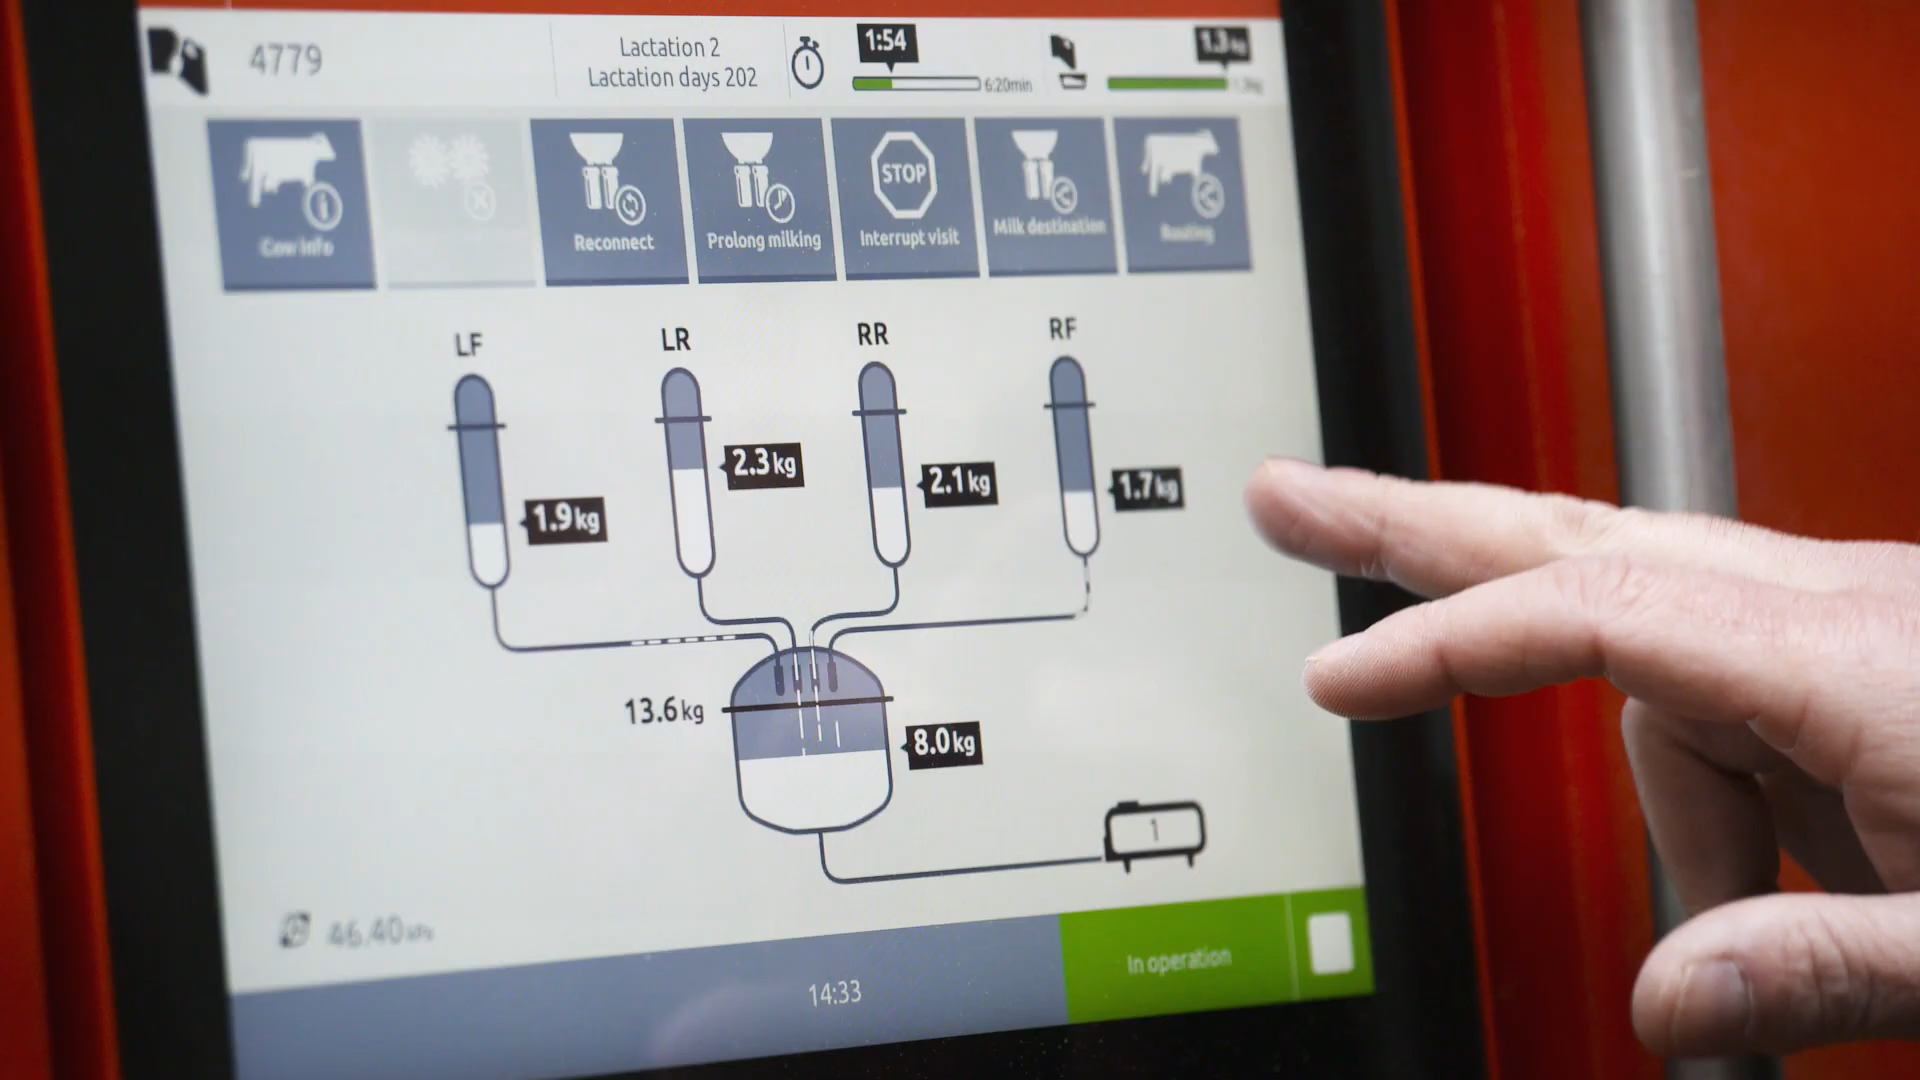 4779
Lactation 2
Lactation days 202
1:54
6:20min
1.3kg
Cow info
Reconnect
Prolong milking
STOP
Interrupt visit
Milk destination
Routing
LF
LR
RR
RF
1.9kg
2.3kg
2.1kg
1.7kg
13.6kg
8.0kg
1
46.40
14:33
In operation